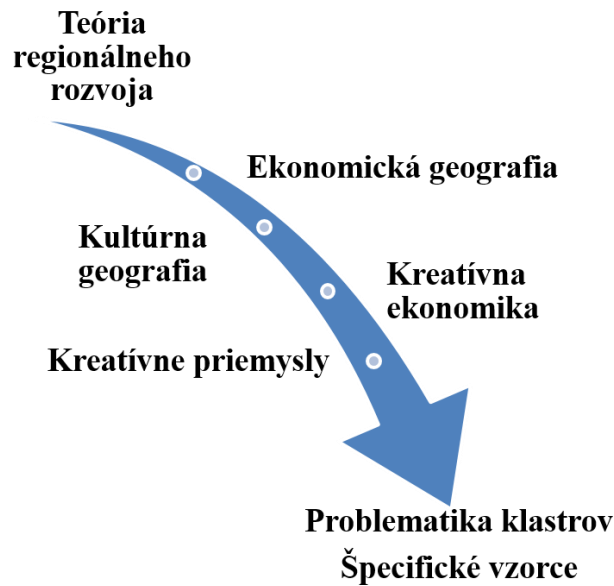 Teória
regionálneho
rozvoja
Ekonomická geografia
Kultúrna
geografia
Kreatívna
ekonomika
Kreatívne priemysly
Problematika klastrov
Špecifické vzorce